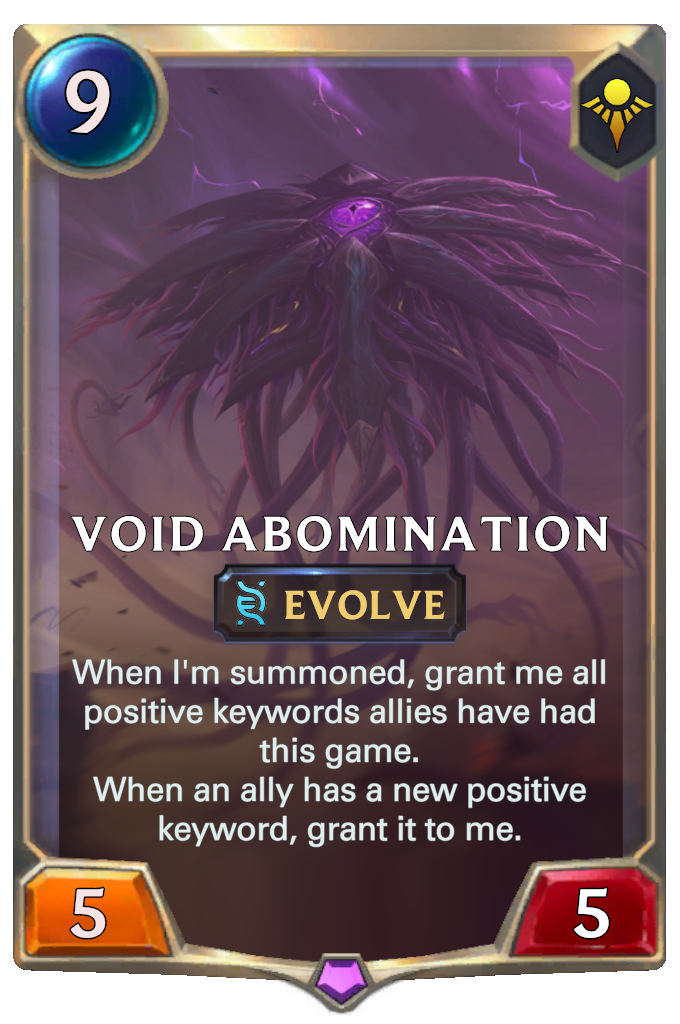 9
VOID ABOMINATION
EVOLVE
When I'm summoned, grant me all
positive keywords allies have had
this game.
When an ally has a new positive
keyword, grant it to me.
5
5